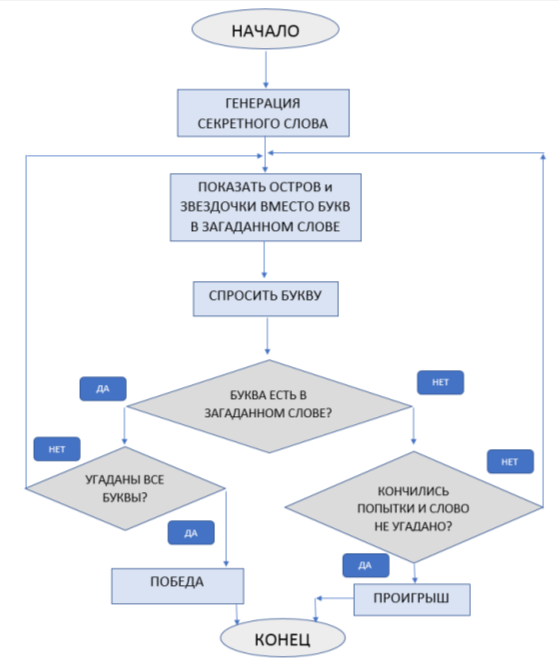 НАЧАЛО
ГЕНЕРАЦИЯ
СЕКРЕТНОГО СЛОВА
ПОКАЗАТЬ ОСТРОВ и
ЗВЕЗДОЧКИ ВМЕСТО БУКВ
В ЗАГАДАННОМ СЛОВЕ
СПРОСИТЬ БУКВУ
ДА
НЕТ
БУКВА ЕСТЬ В
ЗАГАДАННОМ СЛОВЕ?
НЕТ
НЕТ
УГАДАНЫ ВСЕ
БУКВЫ?
КОНЧИЛИСЬ
ПОПЫТКИ И СЛОВО
НЕ УГАДАНО?
ДА
ДА
ПОБЕДА
ПРОИГРЫШ
КОНЕЦ